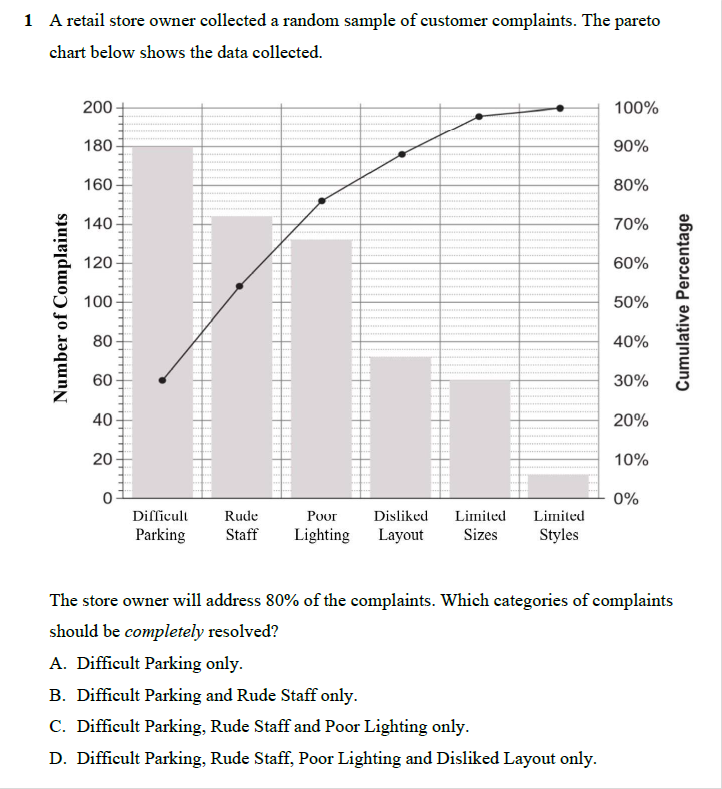 1 A retail store owner collected a random sample of customer complaints. The pareto
chart below shows the data collected.
200
180
160
140
120
100
80
60
40
20
0
Number of Complaints
100%
90%
80%
70%
60%
50%
40%
30%
20%
10%
0%
Cumulative Percentage
Difficult Parking
Rude Staff
Poor Lighting
Disliked Layout
Limited Sizes
Limited Styles
The store owner will address 80% of the complaints. Which categories of complaints
should be completely resolved?
A. Difficult Parking only.
B. Difficult Parking and Rude Staff only.
C. Difficult Parking, Rude Staff and Poor Lighting only.
D. Difficult Parking, Rude Staff, Poor Lighting and Disliked Layout only.